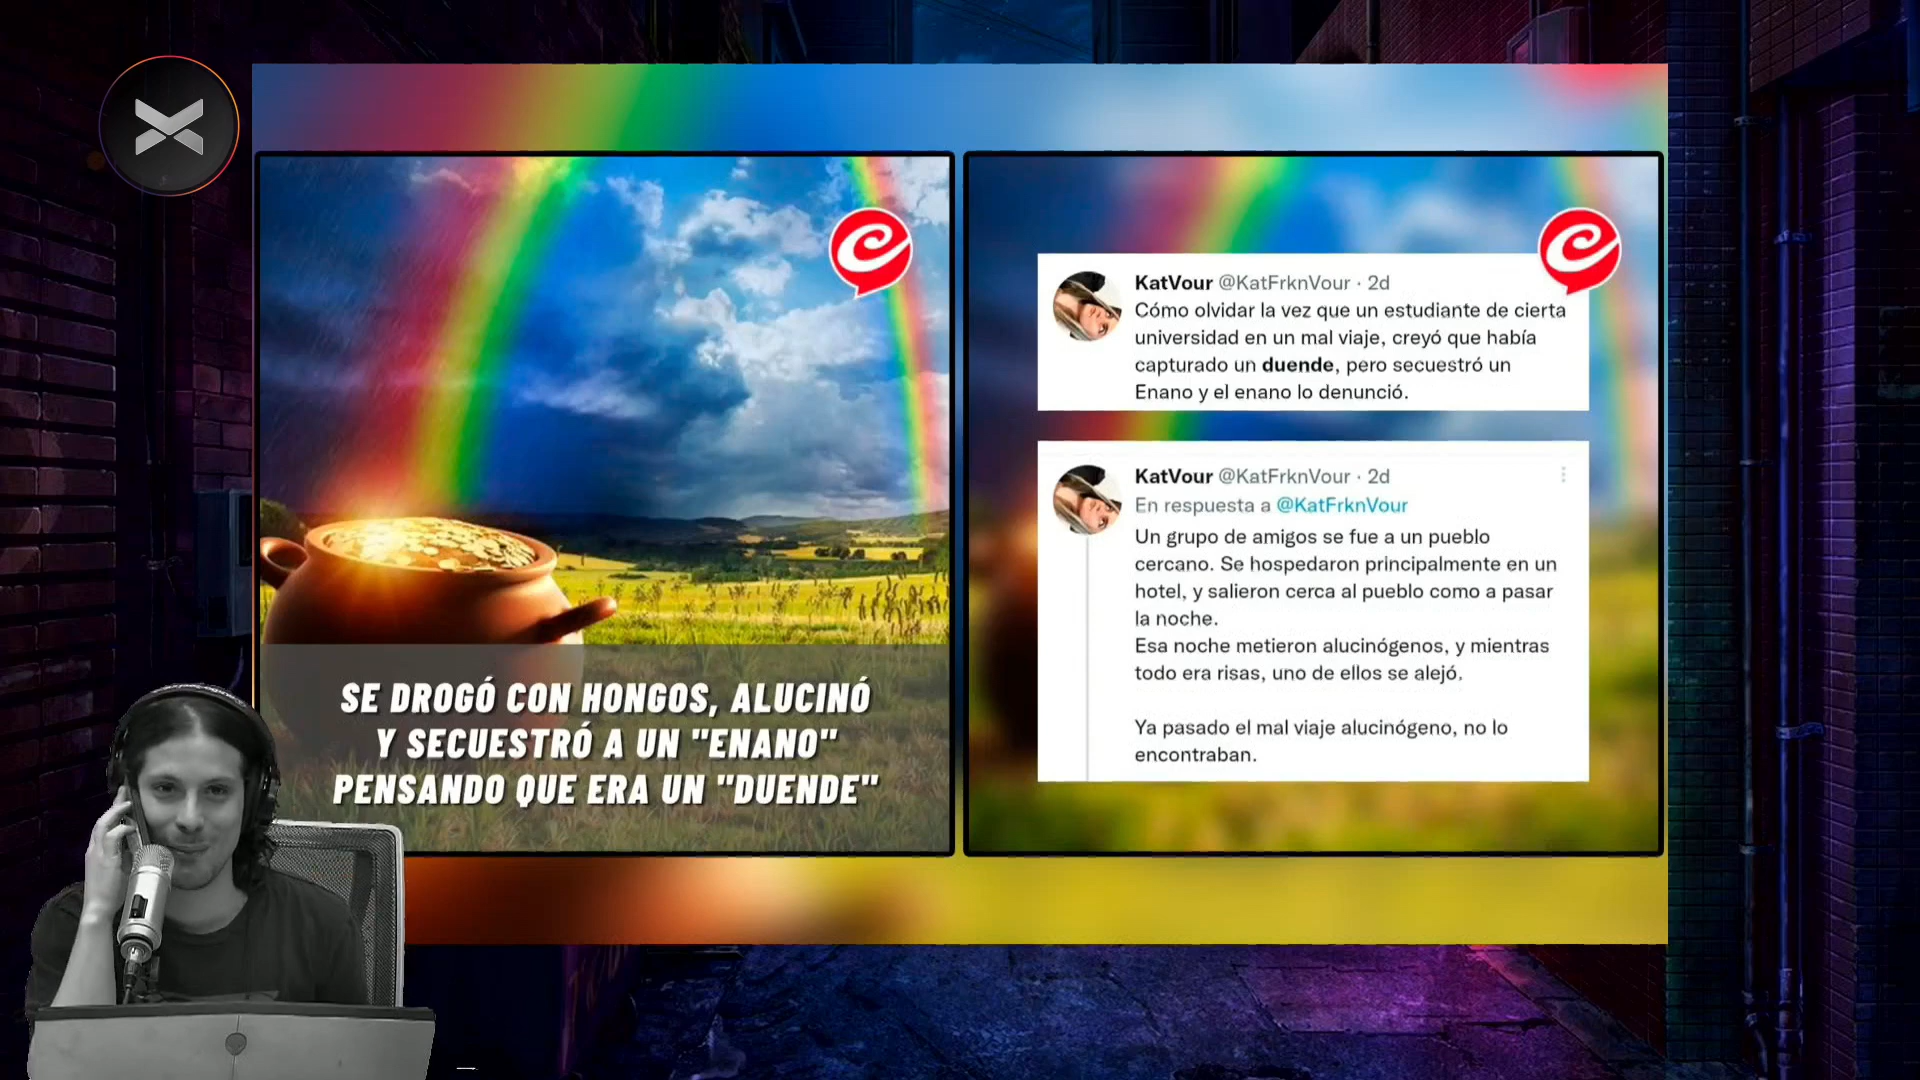 SE DROGÓ CON HONGOS, ALUCINÓ
Y SECUESTRÓ A UN "ENANO"
PENSANDO QUE ERA UN "DUENDE"
KatVour @KatFrknVour · 2d
Cómo olvidar la vez que un estudiante de cierta
universidad en un mal viaje, creyó que había
capturado un duende, pero secuestró un
Enano y el enano lo denunció.
KatVour @KatFrknVour · 2d
En respuesta a @KatFrknVour
Un grupo de amigos se fue a un pueblo
cercano. Se hospedaron principalmente en un
hotel, y salieron cerca al pueblo como a pasar
la noche.
Esa noche metieron alucinógenos, y mientras
todo era risas, uno de ellos se alejó.
Ya pasado el mal viaje alucinógeno, no lo
encontraban.